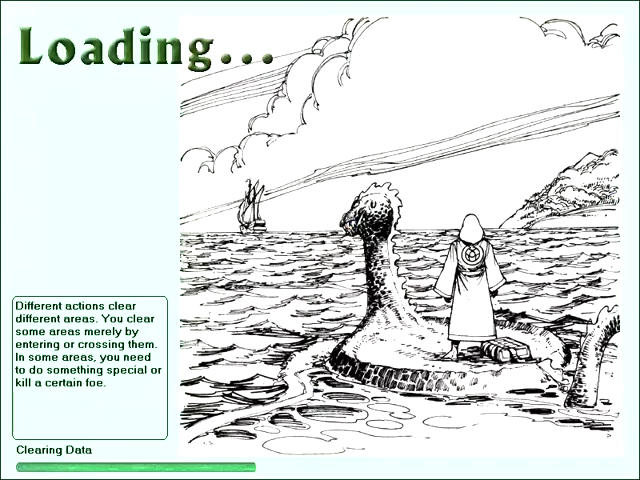 Loading...
Different actions clear
different areas. You clear
some areas merely by
entering or crossing them.
In some areas, you need
to do something special or
kill a certain foe.
Clearing Data